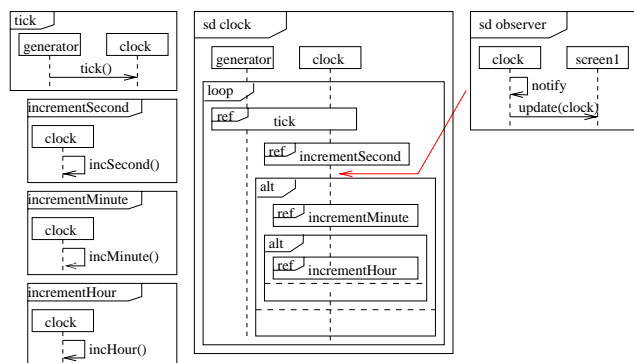 tick
generator
clock
tick()
incrementSecond
clock
incSecond()
incrementMinute
clock
incMinute()
incrementHour
clock
incHour()
sd clock
generator
clock
loop
ref
tick
ref
incrementSecond
alt
ref
incrementMinute
alt
ref
incrementHour
sd observer
clock
screen1
notify
update(clock)